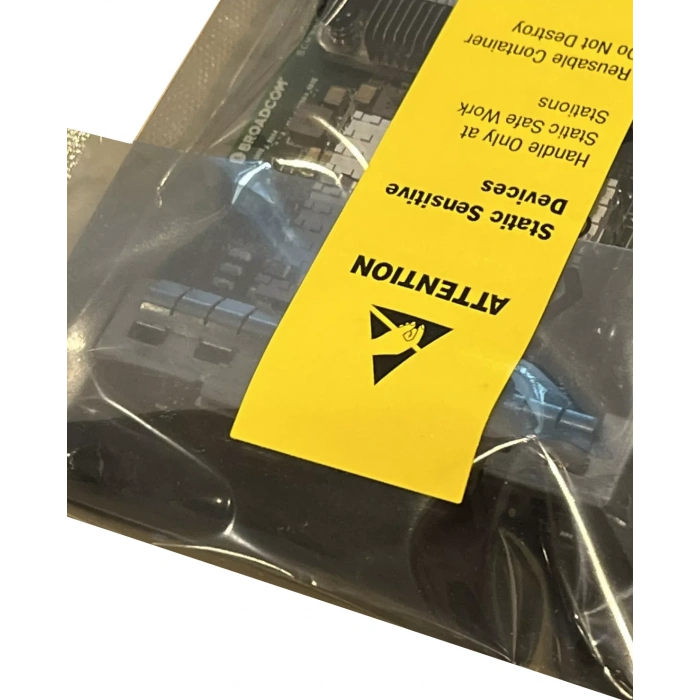 ATTENTION
Static Sensitive
Devices
Handle Only at
Static Safe Work
Stations
Reusable Container
Do Not Destroy
BROADCOM